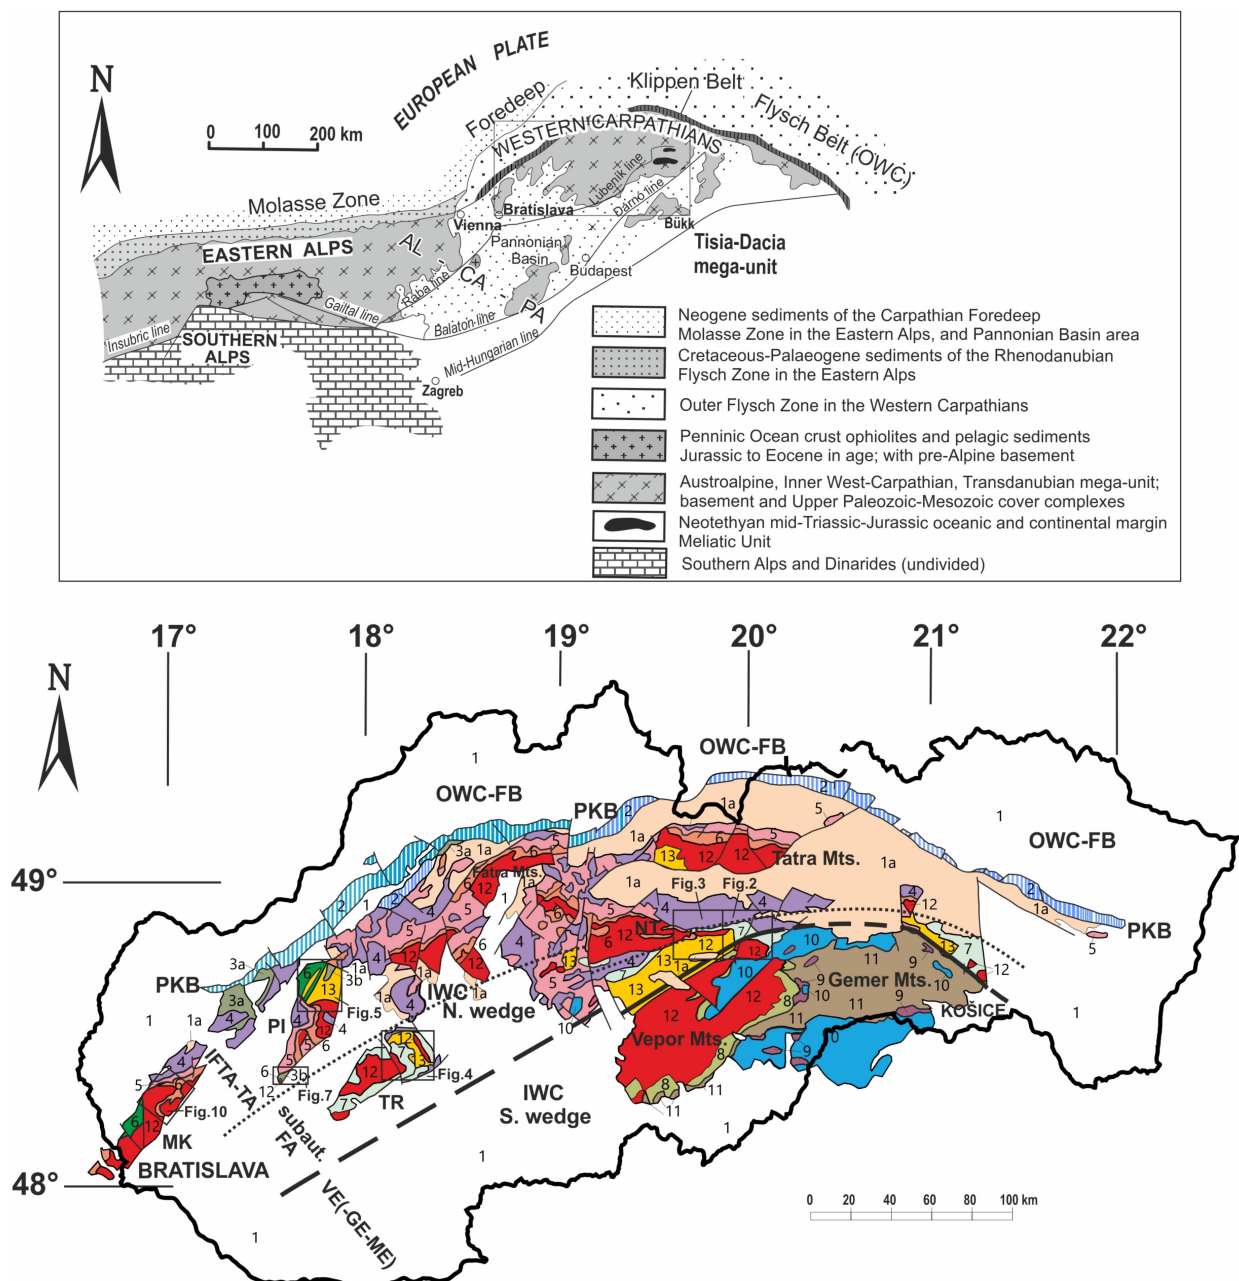 EUROPEAN PLATE
N
Foredeep
Klippen Belt
Flysch Belt (OWC)
0 100 200 km
WESTERN CARPATHIANS
Lubeník line
Darnó line
Molasse Zone
Vienna
Bratislava
Bükk
EASTERN ALPS
AL - CA - PA
Pannonian
Basin
Budapest
Tisia-Dacia
mega-unit
Raba line
Gailtal line
Insubric line
Balaton line
Mid-Hungarian line
SOUTHERN
ALPS
Zagreb
Neogene sediments of the Carpathian Foredeep
Molasse Zone in the Eastern Alps, and Pannonian Basin area
Cretaceous-Palaeogene sediments of the Rhenodanubian
Flysch Zone in the Eastern Alps
Outer Flysch Zone in the Western Carpathians
Penninic Ocean crust ophiolites and pelagic sediments
Jurassic to Eocene in age; with pre-Alpine basement
Austroalpine, Inner West-Carpathian, Transdanubian mega-unit;
basement and Upper Paleozoic-Mesozoic cover complexes
Neotethyan mid-Triassic-Jurassic oceanic and continental margin
Meliatic Unit
Southern Alps and Dinarides (undivided)
17° 18° 19° 20° 21° 22°
N
OWC-FB
OWC-FB
OWC-FB
PKB
PKB
PKB
Tatra Mts.
Fatra Mts.
49°
Fig.3 Fig.2
NT
Gemer Mts.
KOŠICE
IWC
N. wedge
PI
Fig.5
Vepor Mts.
Fig.4
Fig.7
TR
IWC
S. wedge
IFTA-TA
Fig.10
subaut.
FA
MK
BRATISLAVA
48°
VE(-GE-ME)
0 20 40 60 80 100 km